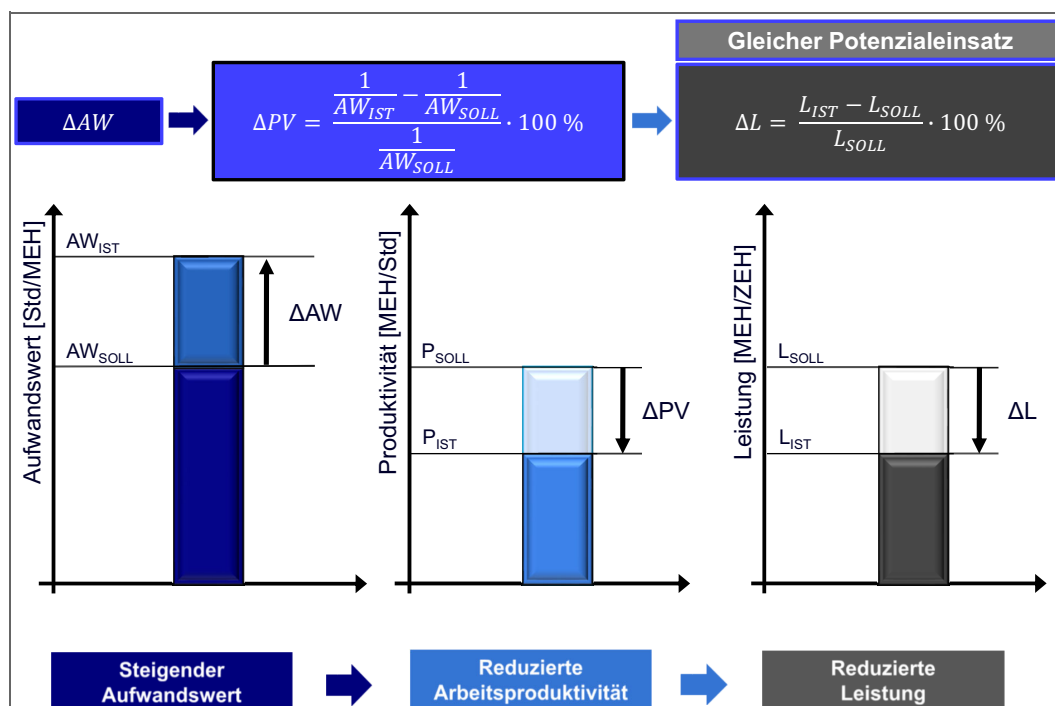 Gleicher Potenzialeinsatz
ΔAW
ΔPV = (1/AW_IST − 1/AW_SOLL) / (1/AW_SOLL) · 100 %
ΔL = (L_IST − L_SOLL) / L_SOLL · 100 %
Aufwandswert [Std/MEH]
AW_IST
ΔAW
AW_SOLL
Produktivität [MEH/Std]
P_SOLL
ΔPV
P_IST
Leistung [MEH/ZEH]
L_SOLL
ΔL
L_IST
Steigender
Aufwandswert
Reduzierte
Arbeitsproduktivität
Reduzierte
Leistung